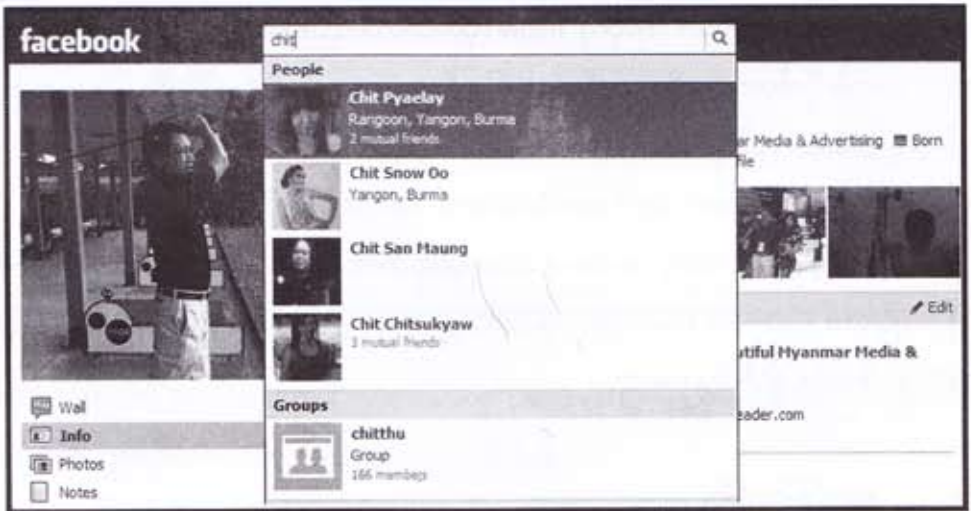 facebook
chit
People
Chit Pyaelay
Rangoon, Yangon, Burma
2 mutual friends
Chit Snow Oo
Yangon, Burma
Chit San Maung
Chit Chitsukyaw
3 mutual friends
Groups
chitthu
Group
166 members
Wall
Info
Photos
Notes
ar Media & Advertising Born
file
Edit
utiful Myanmar Media &
eader.com